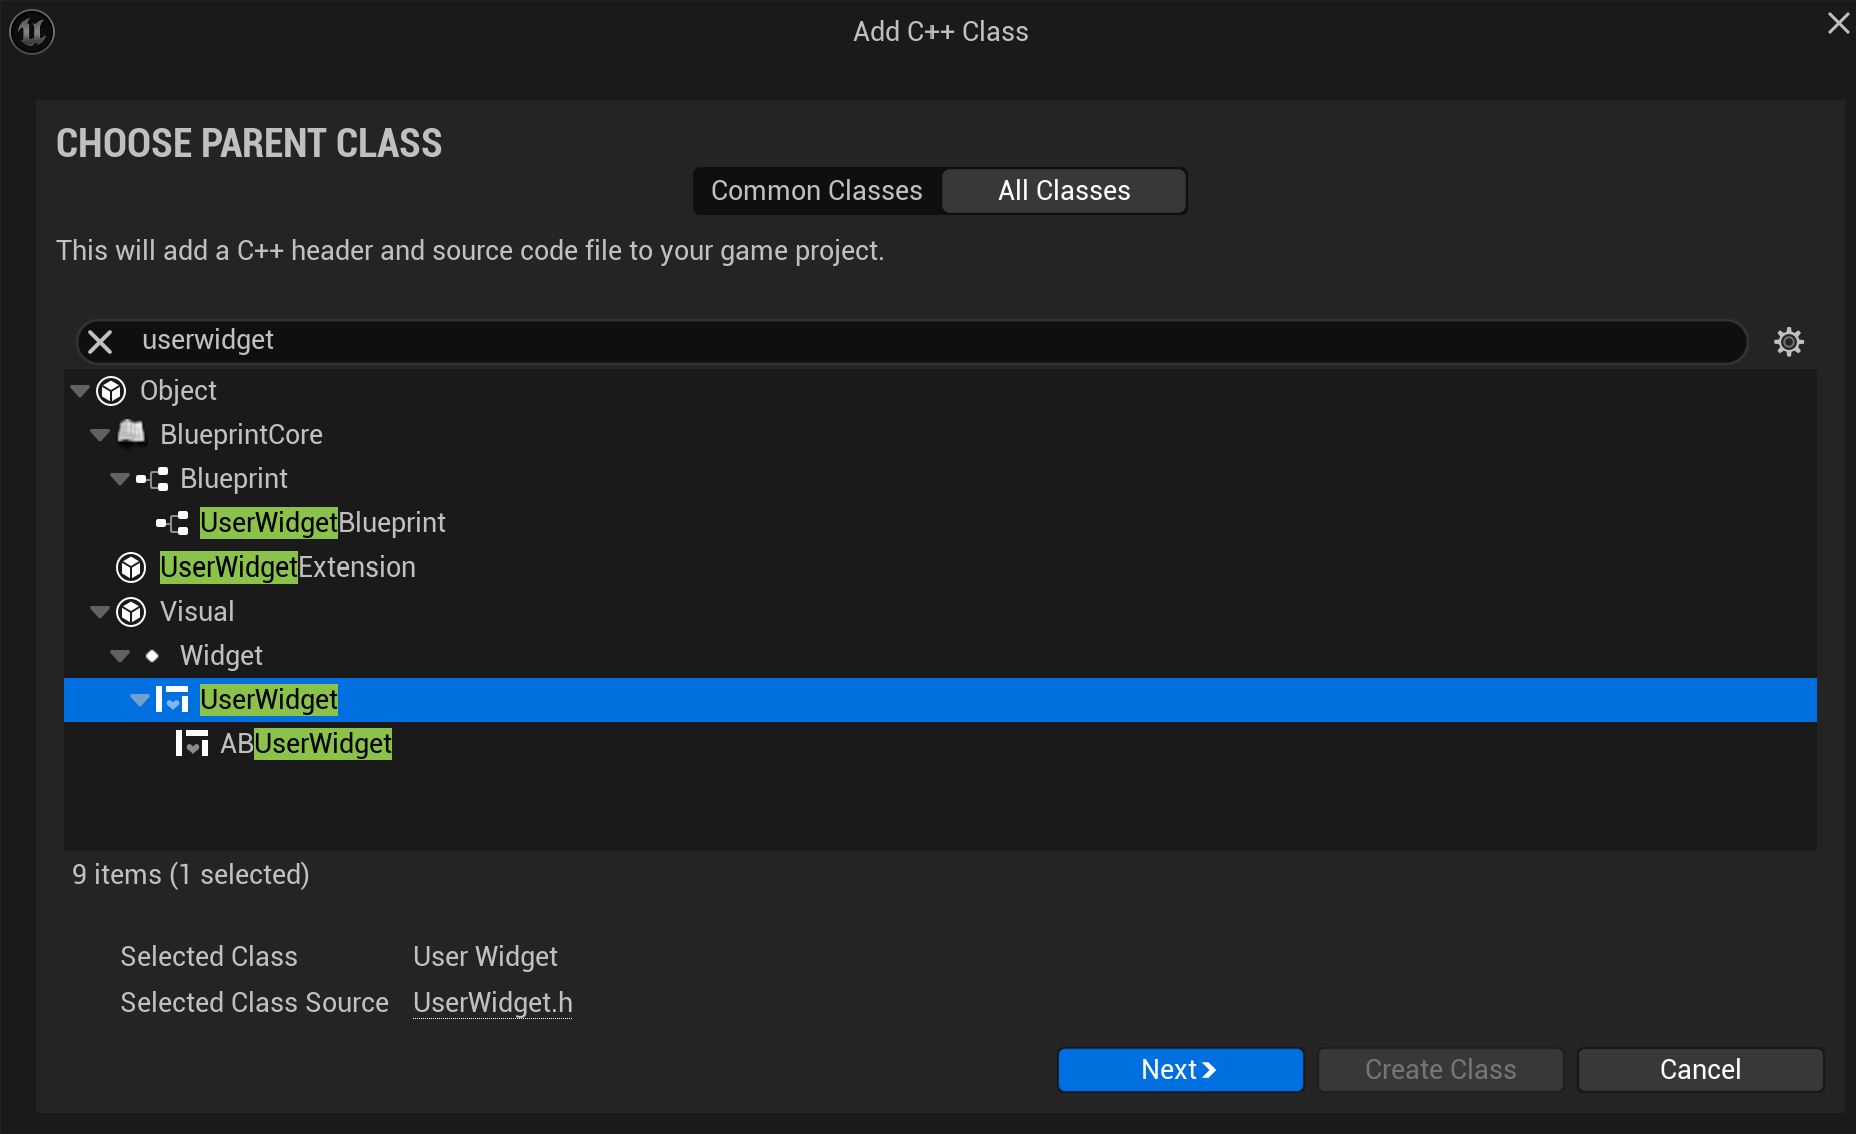 Add C++ Class
CHOOSE PARENT CLASS
Common Classes
All Classes
This will add a C++ header and source code file to your game project.
userwidget
Object
BlueprintCore
Blueprint
UserWidgetBlueprint
UserWidgetExtension
Visual
Widget
UserWidget
ABUserWidget
9 items (1 selected)
Selected Class User Widget
Selected Class Source UserWidget.h
Next
Create Class
Cancel